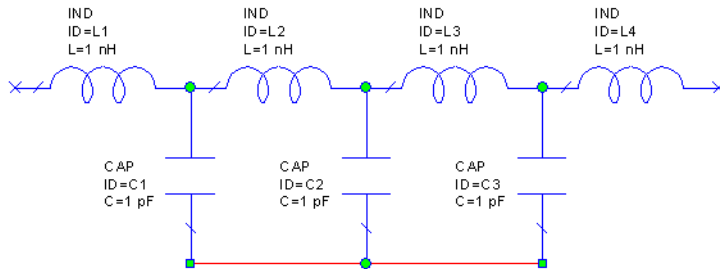 IND
ID=L1
L=1 nH
IND
ID=L2
L=1 nH
IND
ID=L3
L=1 nH
IND
ID=L4
L=1 nH
CAP
ID=C1
C=1 pF
CAP
ID=C2
C=1 pF
CAP
ID=C3
C=1 pF